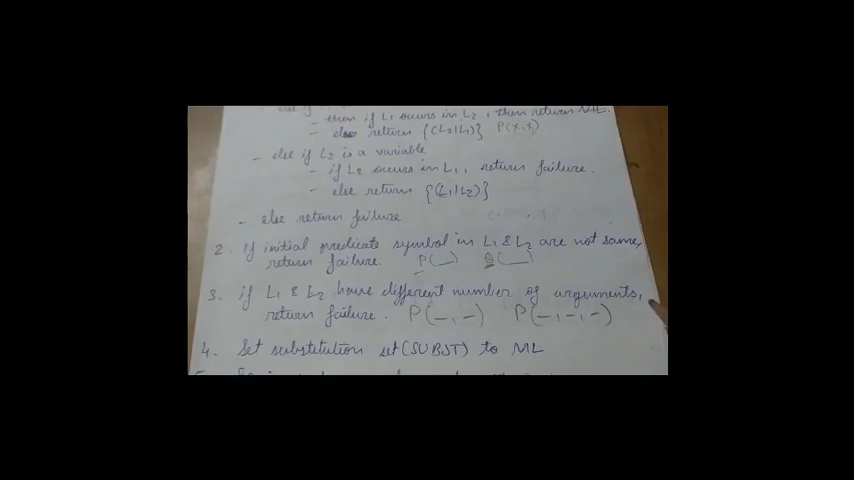 then if L1 occurs in L2, then return NIL.
- else return {(L2|L1)} P(x,x)
- else if L2 is a variable
- if L2 occurs in L1, return failure.
- else return {(L1|L2)}
- else return failure
2. If initial predicate symbol in L1 & L2 are not same,
return failure. P(_) Q(_)
3. if L1 & L2 have different number of arguments,
return failure. P(-,-) P(-,-,-)
4. Set substitution set(SUBST) to NIL